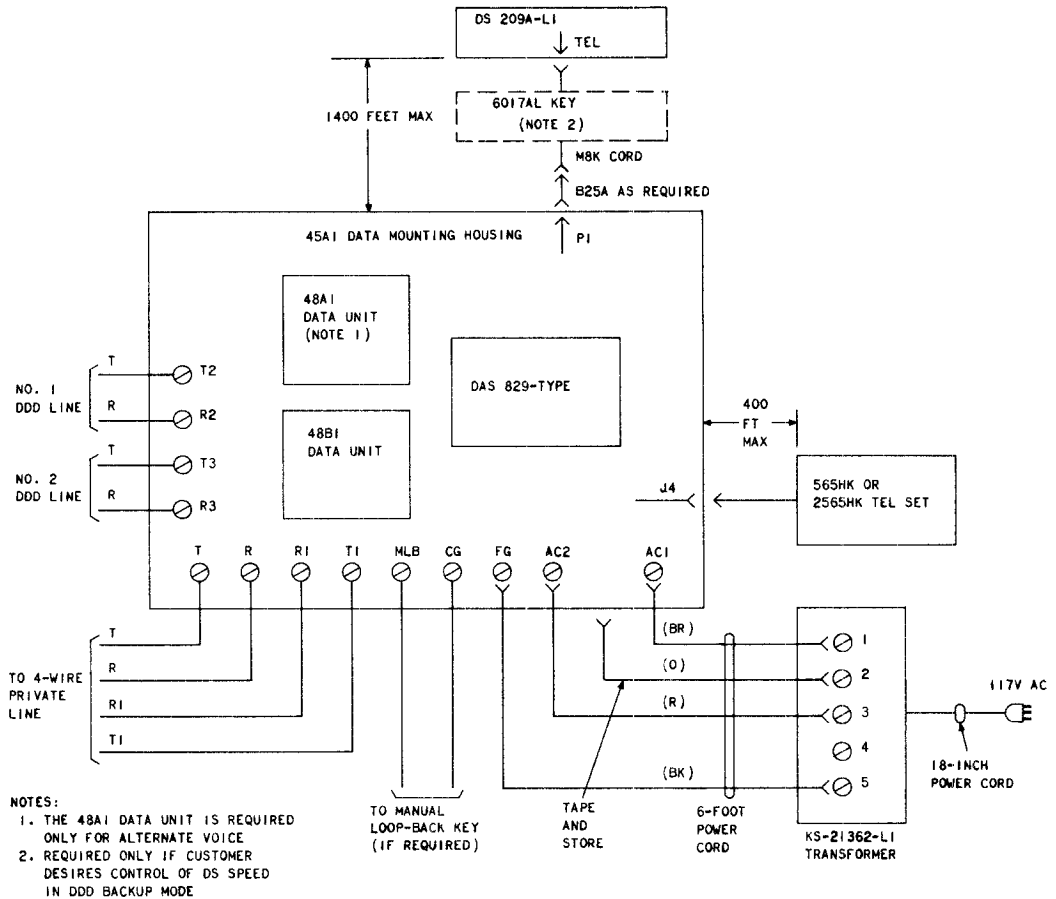 DS 209A-L1
TEL
6017AL KEY
(NOTE 2)
1400 FEET MAX
M8K CORD
B25A AS REQUIRED
45A1 DATA MOUNTING HOUSING
P1
48A1
DATA UNIT
(NOTE 1)
DAS 829-TYPE
48B1
DATA UNIT
NO. 1
DDD LINE
T
T2
R
R2
NO. 2
DDD LINE
T
T3
R
R3
400
FT
MAX
J4
565HK OR
2565HK TEL SET
T
R
R1
T1
MLB
CG
FG
AC2
AC1
TO 4-WIRE
PRIVATE
LINE
T
R
R1
T1
(BR)
(O)
(R)
(BK)
1
2
3
4
5
117V AC
18-INCH
POWER CORD
TO MANUAL
LOOP-BACK KEY
(IF REQUIRED)
TAPE
AND
STORE
6-FOOT
POWER
CORD
KS-21362-L1
TRANSFORMER
NOTES:
1. THE 48A1 DATA UNIT IS REQUIRED
ONLY FOR ALTERNATE VOICE
2. REQUIRED ONLY IF CUSTOMER
DESIRES CONTROL OF DS SPEED
IN DDD BACKUP MODE